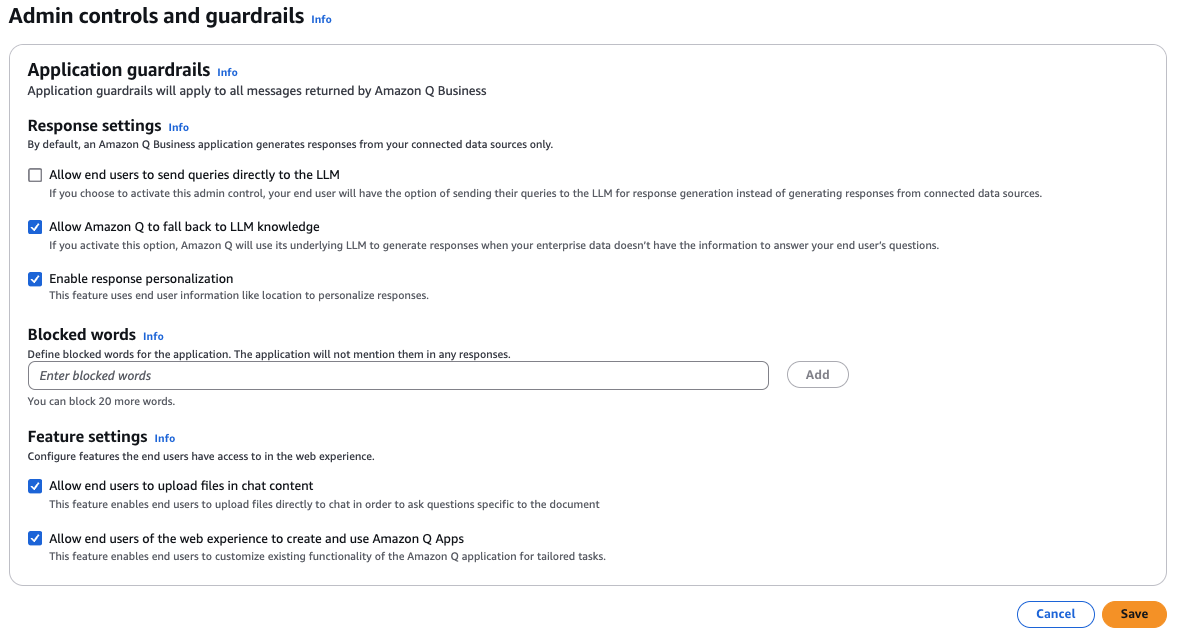 Admin controls and guardrails Info
Application guardrails Info
Application guardrails will apply to all messages returned by Amazon Q Business
Response settings Info
By default, an Amazon Q Business application generates responses from your connected data sources only.
Allow end users to send queries directly to the LLM
If you choose to activate this admin control, your end user will have the option of sending their queries to the LLM for response generation instead of generating responses from connected data sources.
Allow Amazon Q to fall back to LLM knowledge
If you activate this option, Amazon Q will use its underlying LLM to generate responses when your enterprise data doesn't have the information to answer your end user's questions.
Enable response personalization
This feature uses end user information like location to personalize responses.
Blocked words Info
Define blocked words for the application. The application will not mention them in any responses.
Enter blocked words Add
You can block 20 more words.
Feature settings Info
Configure features the end users have access to in the web experience.
Allow end users to upload files in chat content
This feature enables end users to upload files directly to chat in order to ask questions specific to the document
Allow end users of the web experience to create and use Amazon Q Apps
This feature enables end users to customize existing functionality of the Amazon Q application for tailored tasks.
Cancel Save